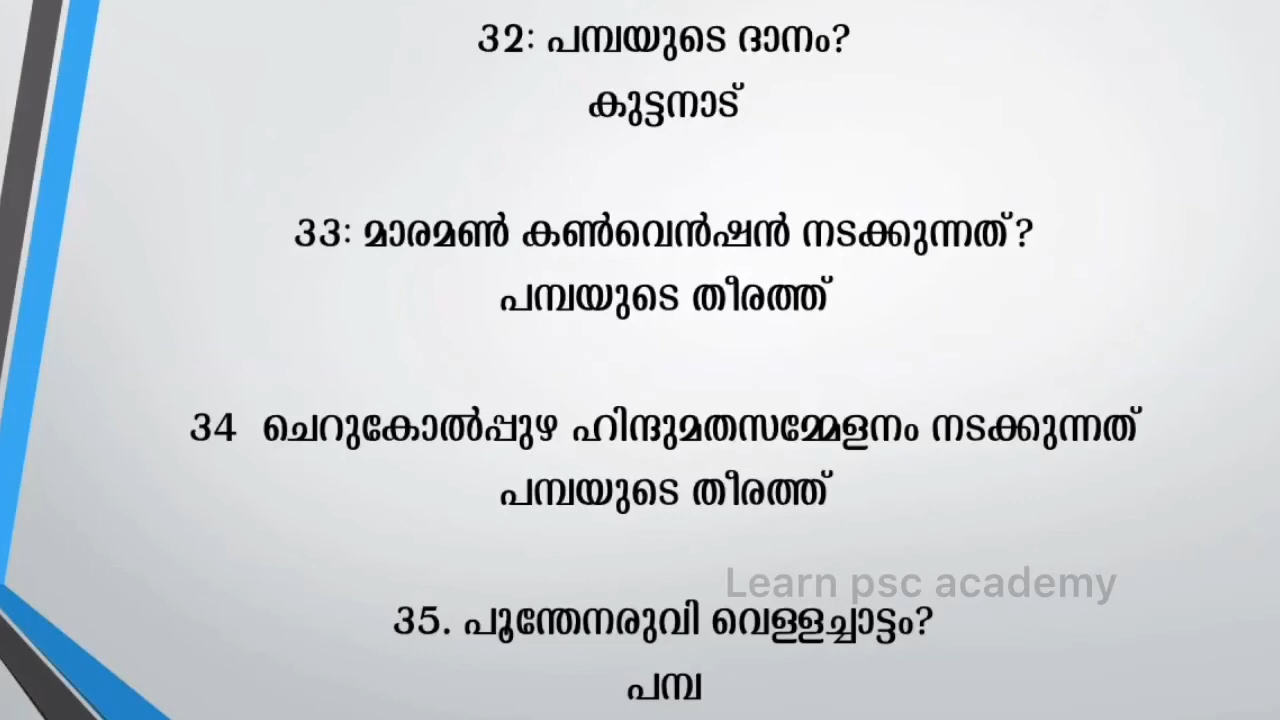 32: പമ്പയുടെ ദാനം?
കുട്ടനാട്
33: മാരമൺ കൺവെൻഷൻ നടക്കുന്നത്?
പമ്പയുടെ തീരത്ത്
34 ചെറുകോൽപ്പുഴ ഹിന്ദുമതസമ്മേളനം നടക്കുന്നത്
പമ്പയുടെ തീരത്ത്
Learn psc academy
35. പൂന്തേനരുവി വെള്ളച്ചാട്ടം?
പമ്പ